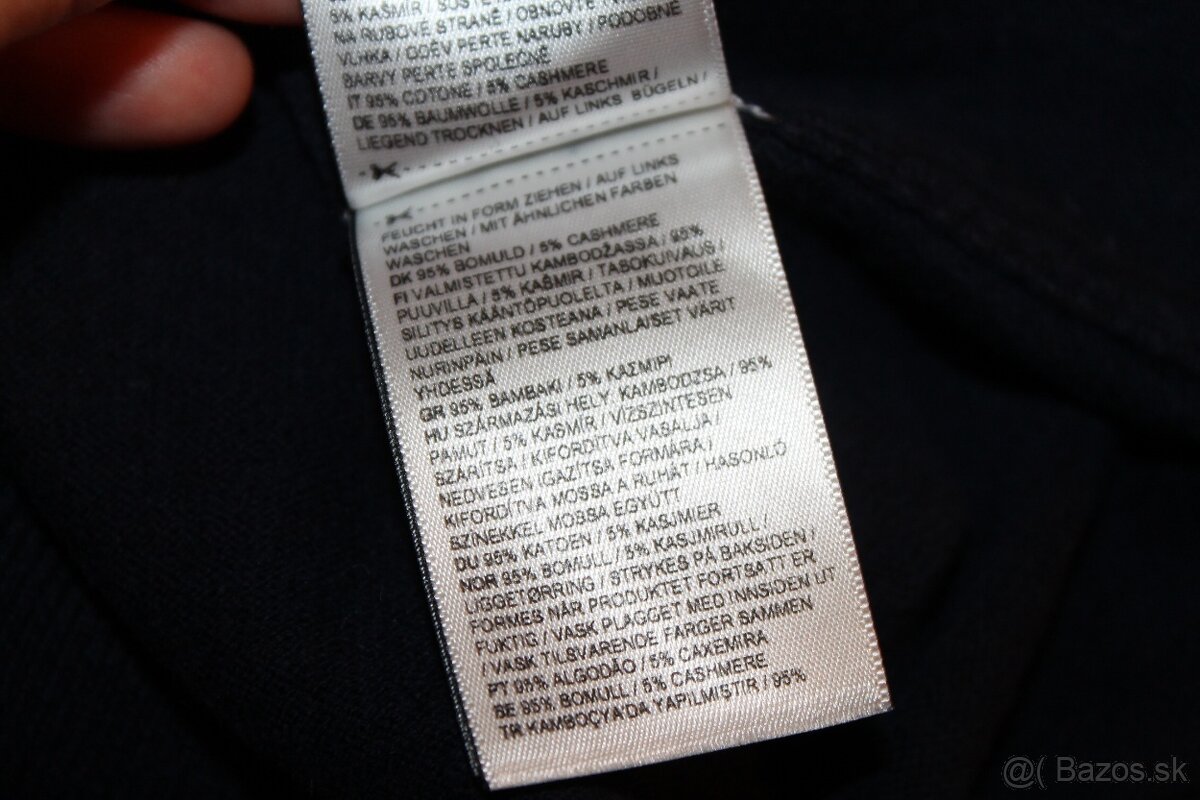 5% KAŠMÍR / SUŠTE
NA RUBOVÉ STRANĚ / OBNOVTE
VLHKA / ODĚV PERTE NARUBY / PODOBNÉ
BARVY PERTE SPOLEČNĚ
IT 95% COTONE / 5% CASHMERE
DE 95% BAUMWOLLE / 5% KASCHMIR /
LIEGEND TROCKNEN / AUF LINKS BÜGELN /
FEUCHT IN FORM ZIEHEN / AUF LINKS
WASCHEN / MIT ÄHNLICHEN FARBEN
WASCHEN
DK 95% BOMULD / 5% CASHMERE
FI VALMISTETTU KAMBODŽASSA / 95%
PUUVILLA / 5% KAŠMIR / TASOKUIVAUS /
SILITYS KÄÄNTÖPUOLELTA / MUOTOILE
UUDELLEEN KOSTEANA / PESE VAATE
NURINPÄIN / PESE SAMANLAISET VÄRIT
YHDESSÄ
GR 95% BAMBAKI / 5% ΚΑΣΜΙΡΙ
HU SZÁRMAZÁSI HELY KAMBODZSA / 95%
PAMUT / 5% KASMÍR / VÍZSZINTESEN
SZÁRÍTSA / KIFORDÍTVA VASALJA /
NEDVESEN IGAZÍTSA FORMÁRA /
KIFORDÍTVA MOSSA A RUHÁT / HASONLÓ
SZÍNEKKEL MOSSA EGYÜTT
DU 95% KATOEN / 5% KASJMIER
NOR 95% BOMULL / 5% KASJMIRULL /
LIGGETØRRING / STRYKES PÅ BAKSIDEN /
FORMES NÅR PRODUKTET FORTSATT ER
FUKTIG / VASK PLAGGET MED INNSIDEN UT
/ VASK TILSVARENDE FARGER SAMMEN
PT 95% ALGODÃO / 5% CAXEMIRA
SE 95% BOMULL / 5% CASHMERE
TR KAMBOÇYA'DA YAPILMISTIR / 95%
@( Bazos.sk